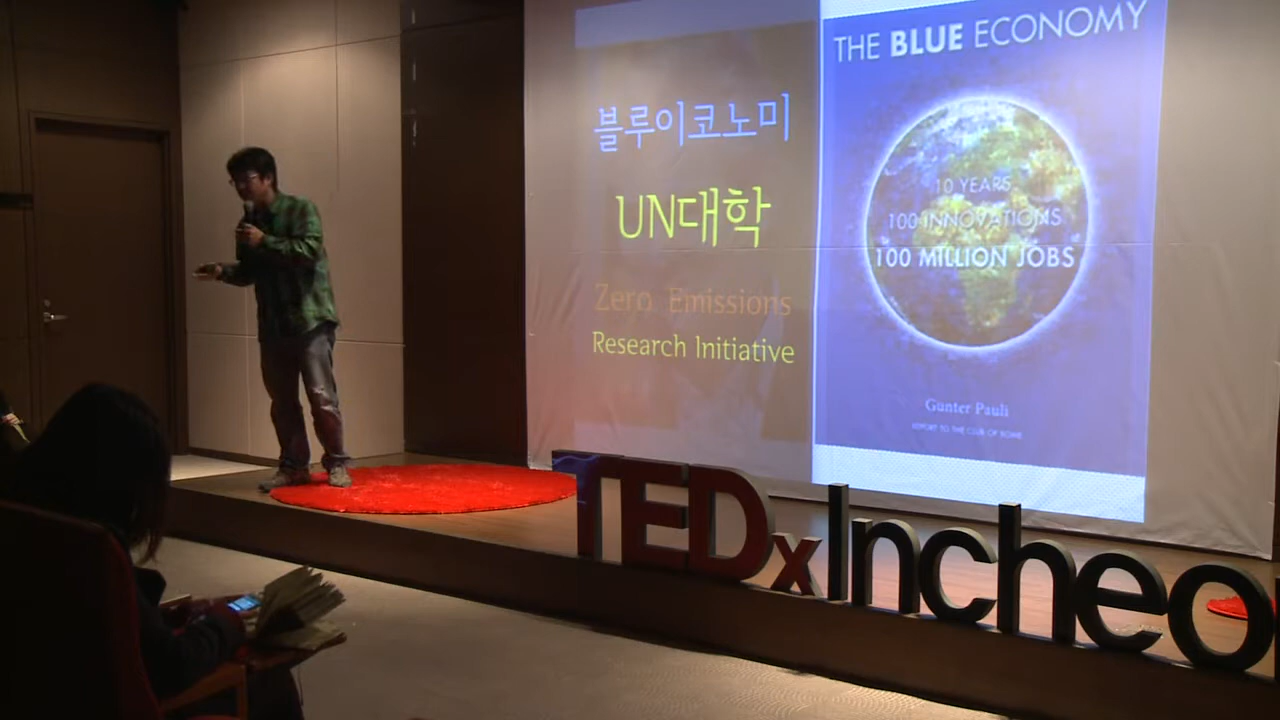 블루이코노미
UN대학
Zero Emissions
Research Initiative
THE BLUE ECONOMY
10 YEARS
100 INNOVATIONS
100 MILLION JOBS
Gunter Pauli
REPORT TO THE CLUB OF ROME
TEDxIncheo